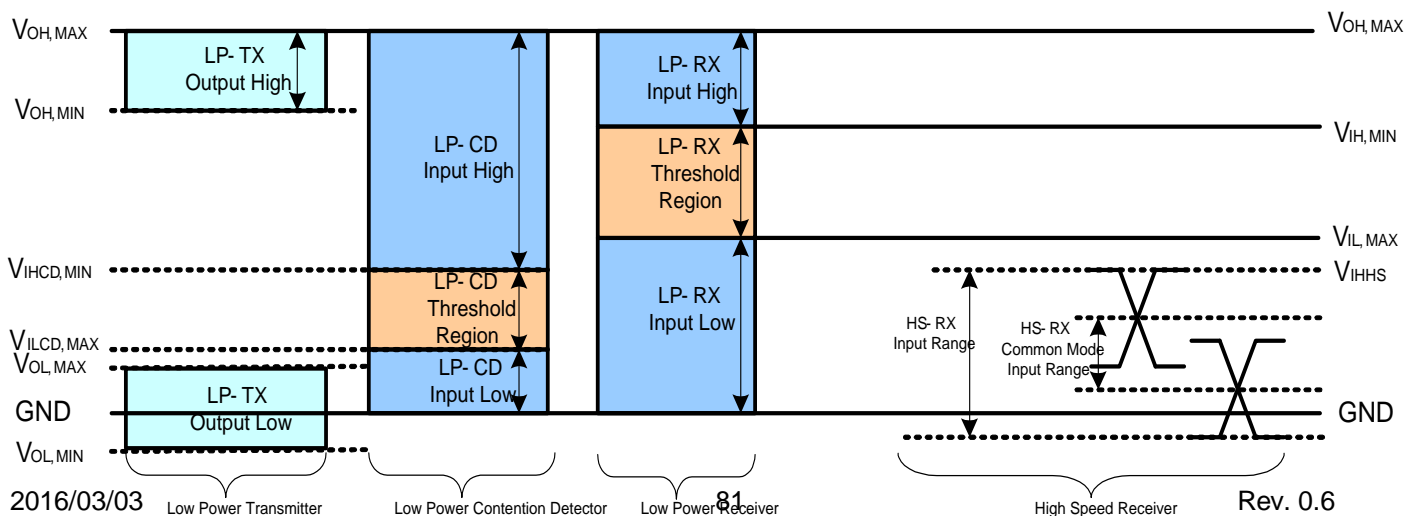 VOH,MAX
VOH,MIN
VIHCD,MIN
VILCD,MAX
VOL,MAX
GND
VOL,MIN
LP- TX
Output High
LP- TX
Output Low
LP- CD
Input High
LP- CD
Threshold
Region
LP- CD
Input Low
LP- RX
Input High
LP- RX
Threshold
Region
LP- RX
Input Low
HS- RX
Input Range
HS- RX
Common Mode
Input Range
VOH,MAX
VIH,MIN
VIL,MAX
VIHHS
GND
Low Power Transmitter
Low Power Contention Detector
Low Power Receiver
High Speed Receiver
2016/03/03
81
Rev. 0.6